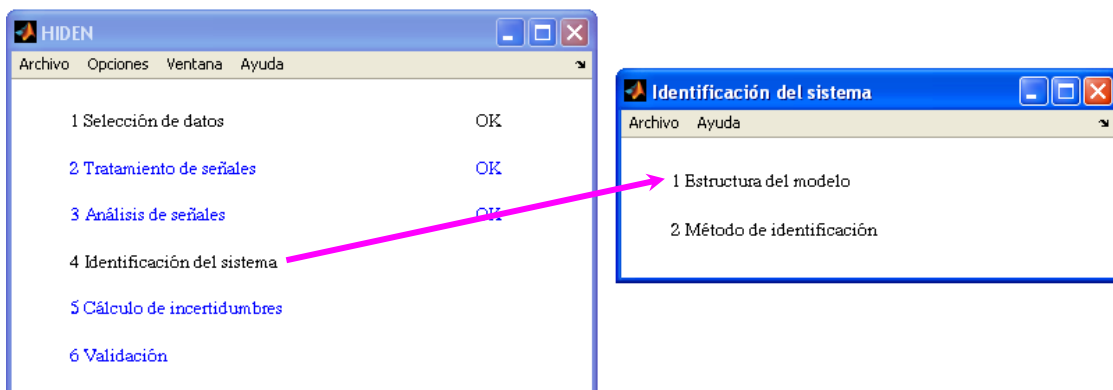 HIDEN
Archivo Opciones Ventana Ayuda
1 Selección de datos OK
2 Tratamiento de señales OK
3 Análisis de señales OK
4 Identificación del sistema
5 Cálculo de incertidumbres
6 Validación
Identificación del sistema
Archivo Ayuda
1 Estructura del modelo
2 Método de identificación